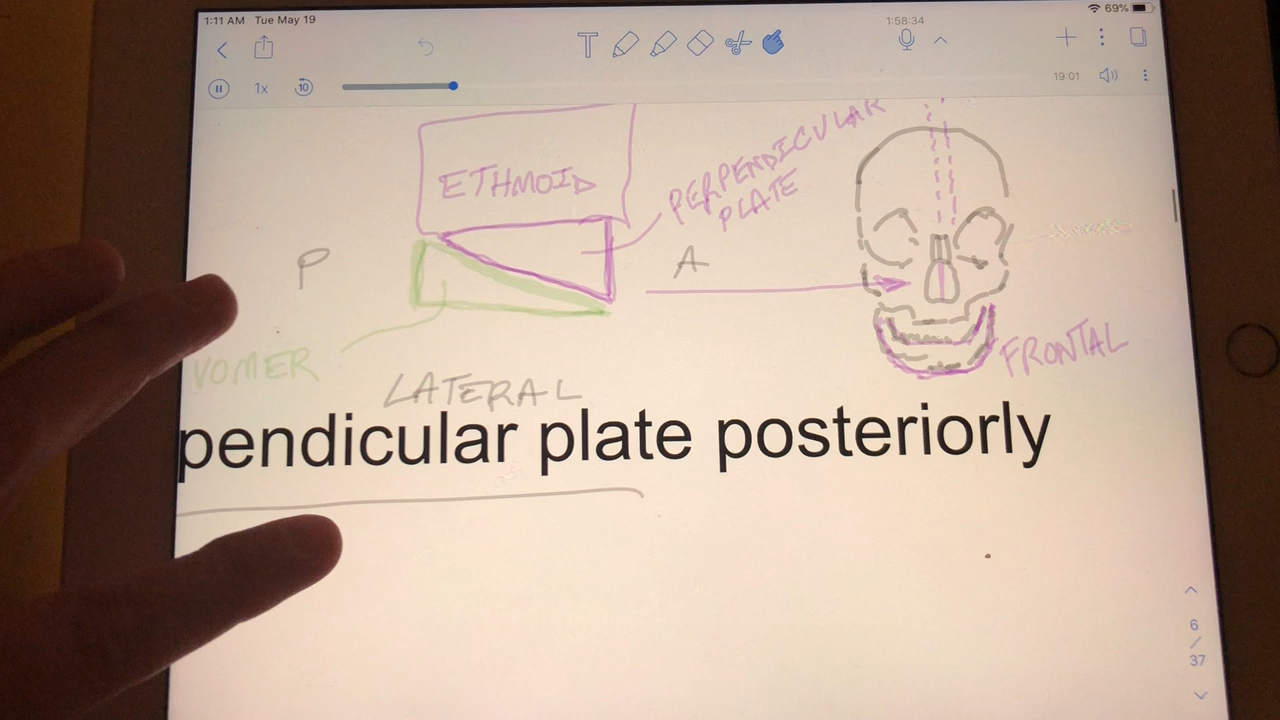 1:11 AM Tue May 19
69%
1:58:34
T
1x
10
19:01
ETHMOID
PERPENDICULAR
PLATE
P
A
VOMER
LATERAL
FRONTAL
pendicular plate posteriorly
6
/
37